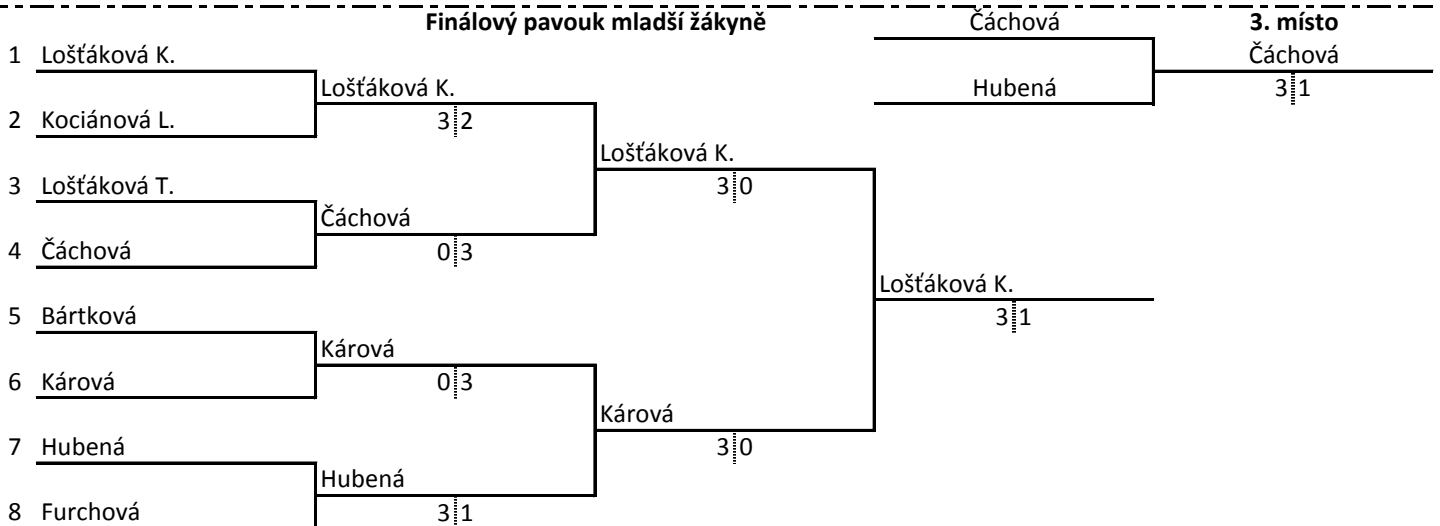 Finálový pavouk mladší žákyně Čáchová 3. místo
1 Lošťáková K. Čáchová
Lošťáková K. Hubená 3 1
2 Kociánová L. 3 2
Lošťáková K.
3 Lošťáková T. 3 0
Čáchová
4 Čáchová 0 3
Lošťáková K.
5 Bártková 3 1
Kárová
6 Kárová 0 3
Kárová
7 Hubená 3 0
Hubená
8 Furchová 3 1